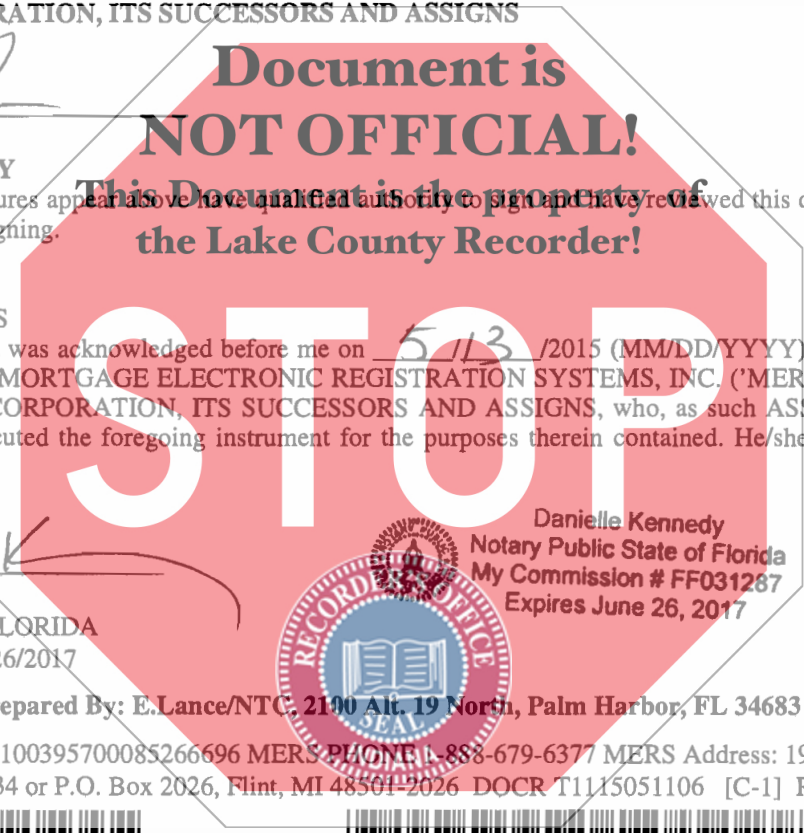 RATION, ITS SUCCESSORS AND ASSIGNS
Document is
NOT OFFICIAL!
Y
This Document is the property of
ures appear above have qualified authority to sign and have reviewed this d
gning.
the Lake County Recorder!
STOP
S
was acknowledged before me on 5/13/2015 (MM/DD/YYYY)
MORTGAGE ELECTRONIC REGISTRATION SYSTEMS, INC. ('MER
CORPORATION, ITS SUCCESSORS AND ASSIGNS, who, as such ASS
cuted the foregoing instrument for the purposes therein contained. He/she
Danielle Kennedy
Notary Public State of Florida
My Commission # FF031287
Expires June 26, 2017
RECORDER'S OFFICE
SEAL
LORIDA
26/2017
epared By: E.Lance/NTC, 2100 Alt. 19 North, Palm Harbor, FL 34683
100395700085266696 MERS PHONE 1-888-679-6377 MERS Address: 19
34 or P.O. Box 2026, Flint, MI 48501-2026 DOCR T1115051106 [C-1]